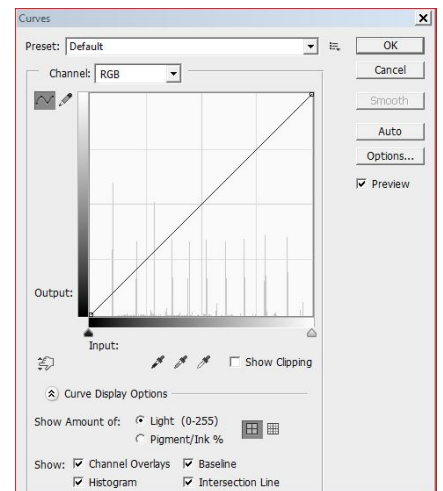 Curves
Preset: Default
OK
Channel: RGB
Cancel
Smooth
Auto
Options...
Preview
Output:
Input:
Show Clipping
Curve Display Options
Show Amount of: Light (0-255)
Pigment/Ink %
Show: Channel Overlays Baseline
Histogram Intersection Line